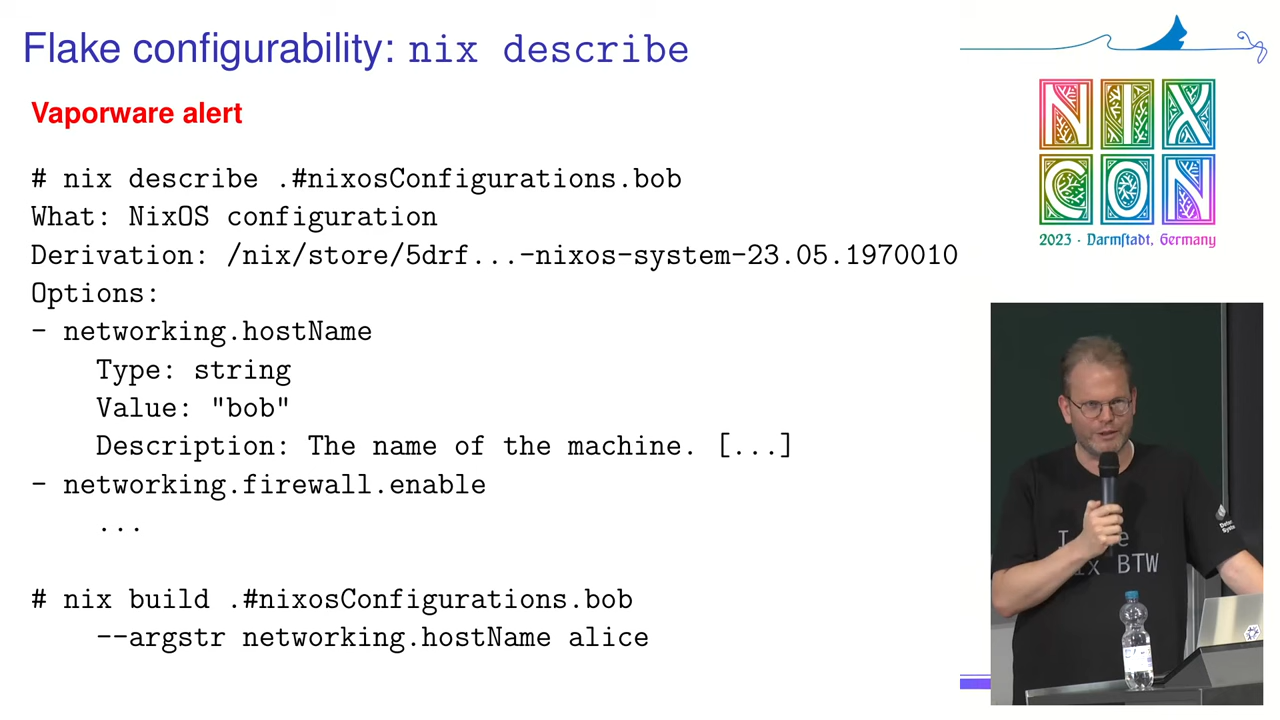 Flake configurability: nix describe
Vaporware alert
# nix describe .#nixosConfigurations.bob
What: NixOS configuration
Derivation: /nix/store/5drf...-nixos-system-23.05.1970010
Options:
- networking.hostName
Type: string
Value: "bob"
Description: The name of the machine. [...]
- networking.firewall.enable
...
# nix build .#nixosConfigurations.bob
--argstr networking.hostName alice
NIX
CON
2023 · Darmstadt, Germany
BTW